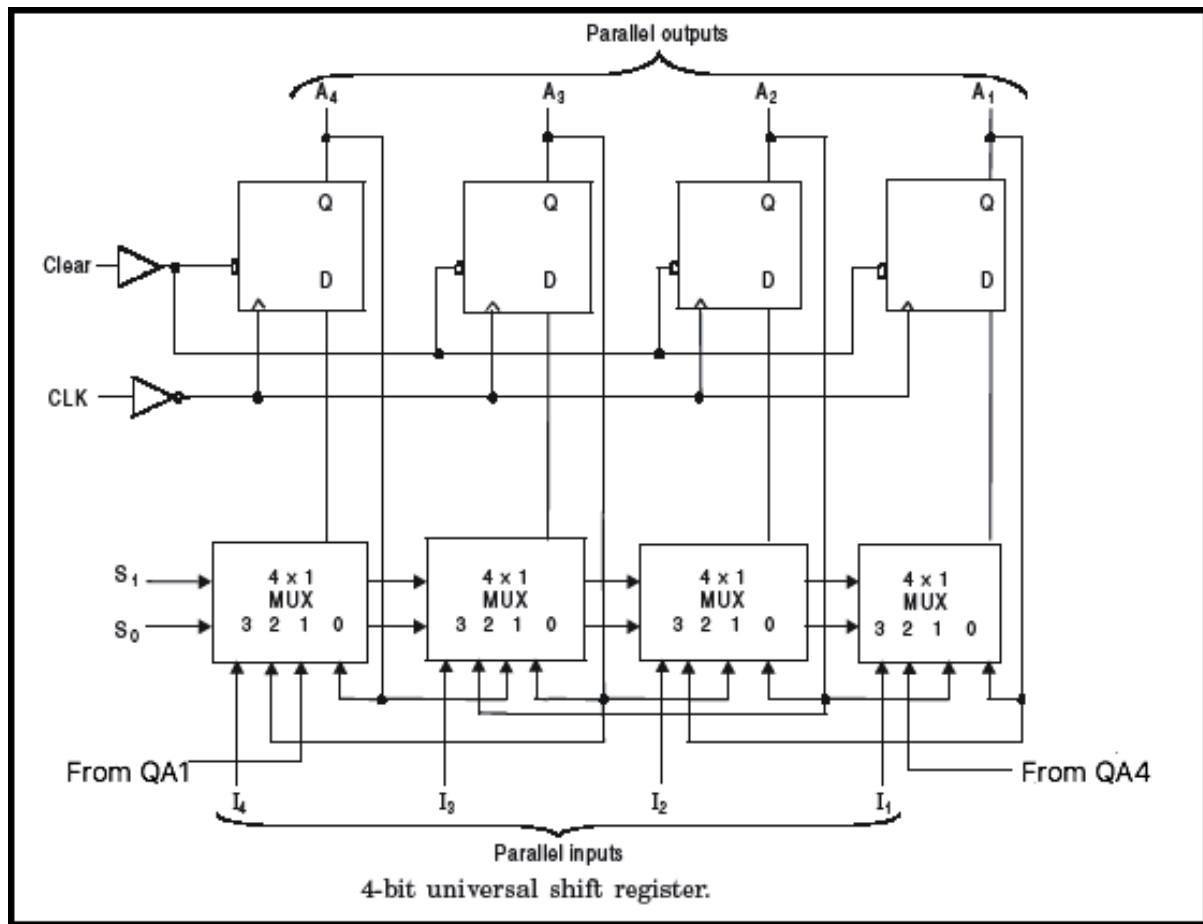 Parallel outputs
A₄ A₃ A₂ A₁
Q Q Q Q
Clear
D D D D
CLK
S₁
4 x 1 4 x 1 4 x 1 4 x 1
MUX MUX MUX MUX
S₀
3 2 1 0 3 2 1 0 3 2 1 0 3 2 1 0
From QA1 From QA4
I₄ I₃ I₂ I₁
Parallel inputs
4-bit universal shift register.